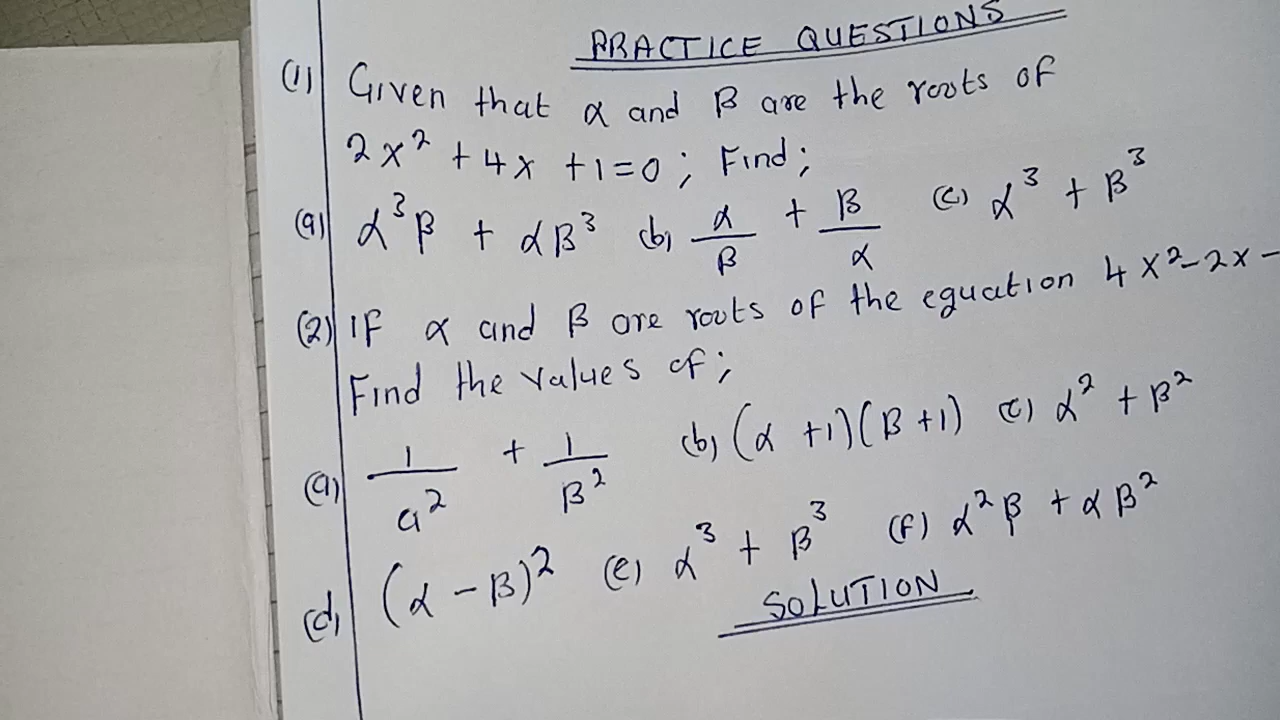 PRACTICE QUESTIONS
(1) Given that α and β are the roots of
2x² + 4x + 1 = 0; Find;
(a) α³β + αβ³ (b) α/β + β/α (c) α³ + β³
(2) IF α and β are roots of the equation 4x² - 2x -
Find the values of;
(a) 1/a² + 1/β² (b) (α + 1)(β + 1) (c) α² + β²
(d) (α - β)² (e) α³ + β³ (f) α²β + αβ²
SOLUTION